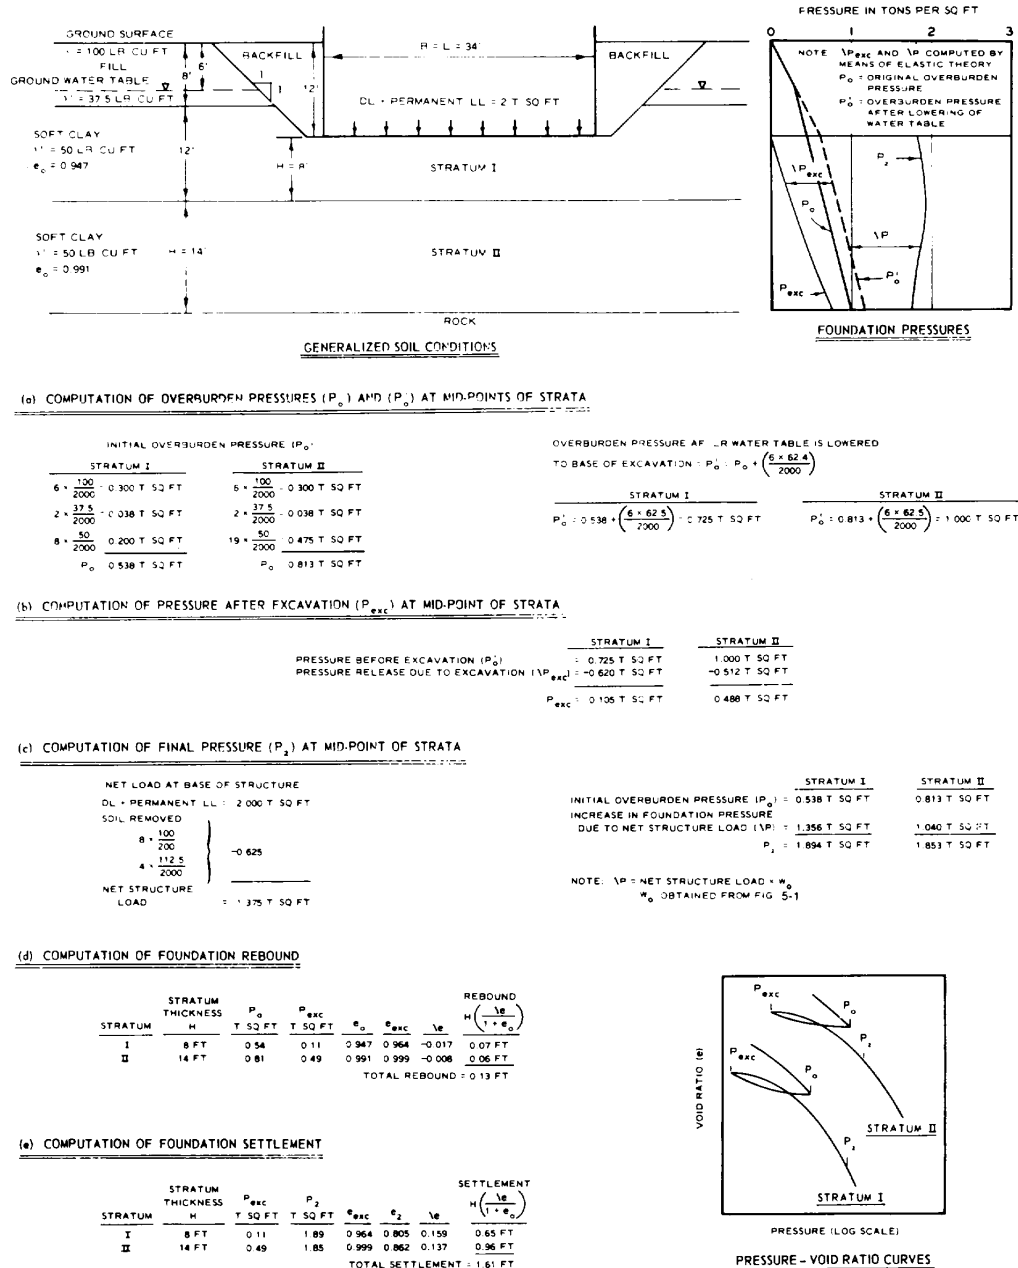 GROUND SURFACE
= 100 LB CU FT
FILL
GROUND WATER TABLE
= 37.5 LB CU FT
SOFT CLAY
= 50 LB CU FT
e₀ = 0.947
SOFT CLAY
= 50 LB CU FT
e₀ = 0.991
8'
6'
12'
H = 14'
BACKFILL
1
1
12'
B = L = 34'
DL + PERMANENT LL = 2 T SQ FT
BACKFILL
H = 8'
STRATUM I
STRATUM II
ROCK
GENERALIZED SOIL CONDITIONS
PRESSURE IN TONS PER SQ FT
0 1 2 3
NOTE \Pexc AND \P COMPUTED BY
MEANS OF ELASTIC THEORY
P₀ = ORIGINAL OVERBURDEN
PRESSURE
P₀' = OVERBURDEN PRESSURE
AFTER LOWERING OF
WATER TABLE
\Pexc
P₀
P₂
\P
Pexc
P₀'
FOUNDATION PRESSURES
(a) COMPUTATION OF OVERBURDEN PRESSURES (P₀) AND (P₀') AT MID-POINTS OF STRATA
INITIAL OVERBURDEN PRESSURE (P₀)
STRATUM I STRATUM II
6 × 100/2000 = 0.300 T SQ FT 6 × 100/2000 = 0.300 T SQ FT
2 × 37.5/2000 = 0.038 T SQ FT 2 × 37.5/2000 = 0.038 T SQ FT
8 × 50/2000 0.200 T SQ FT 19 × 50/2000 = 0.475 T SQ FT
P₀ 0.538 T SQ FT P₀ 0.813 T SQ FT
OVERBURDEN PRESSURE WATER TABLE IS LOWERED
TO BASE OF EXCAVATION = P₀' : P₀ + (6 × 62.4/2000)
STRATUM I STRATUM II
P₀' : 0.538 + (6 × 62.5/2000) = 0.725 T SQ FT P₀' : 0.813 + (6 × 62.5/2000) = 1.000 T SQ FT
(b) COMPUTATION OF PRESSURE AFTER EXCAVATION (Pexc) AT MID-POINT OF STRATA
STRATUM I STRATUM II
PRESSURE BEFORE EXCAVATION (P₀') = 0.725 T SQ FT 1.000 T SQ FT
PRESSURE RELEASE DUE TO EXCAVATION (\Pexc) = -0.620 T SQ FT -0.512 T SQ FT
Pexc = 0.105 T SQ FT 0.488 T SQ FT
(c) COMPUTATION OF FINAL PRESSURE (P₂) AT MID-POINT OF STRATA
NET LOAD AT BASE OF STRUCTURE
DL + PERMANENT LL = 2.000 T SQ FT
SOIL REMOVED
8 × 100/200
-0.625
4 × 112.5/2000
NET STRUCTURE
LOAD = 1.375 T SQ FT
STRATUM I STRATUM II
INITIAL OVERBURDEN PRESSURE (P₀) = 0.538 T SQ FT 0.813 T SQ FT
INCREASE IN FOUNDATION PRESSURE
DUE TO NET STRUCTURE LOAD (\P) = 1.356 T SQ FT 1.040 T SQ FT
P₂ = 1.894 T SQ FT 1.853 T SQ FT
NOTE: \P = NET STRUCTURE LOAD × W₀
W₀ OBTAINED FROM FIG 5-1
(d) COMPUTATION OF FOUNDATION REBOUND
STRATUM STRATUM THICKNESS H P₀ T SQ FT Pexc T SQ FT e₀ eexc \e REBOUND H(\e/1 + e₀)
I 8 FT 0.54 0.11 0.947 0.964 -0.017 0.07 FT
II 14 FT 0.81 0.49 0.991 0.999 -0.008 0.06 FT
TOTAL REBOUND = 0.13 FT
(e) COMPUTATION OF FOUNDATION SETTLEMENT
STRATUM STRATUM THICKNESS H Pexc T SQ FT P₂ T SQ FT eexc e₂ \e SETTLEMENT H(\e/1 + e₀)
I 8 FT 0.11 1.89 0.964 0.805 0.159 0.65 FT
II 14 FT 0.49 1.85 0.999 0.862 0.137 0.96 FT
TOTAL SETTLEMENT = 1.61 FT
VOID RATIO (e)
Pexc
P₀
P₂
Pexc
P₀
P₂
STRATUM II
STRATUM I
PRESSURE (LOG SCALE)
PRESSURE - VOID RATIO CURVES